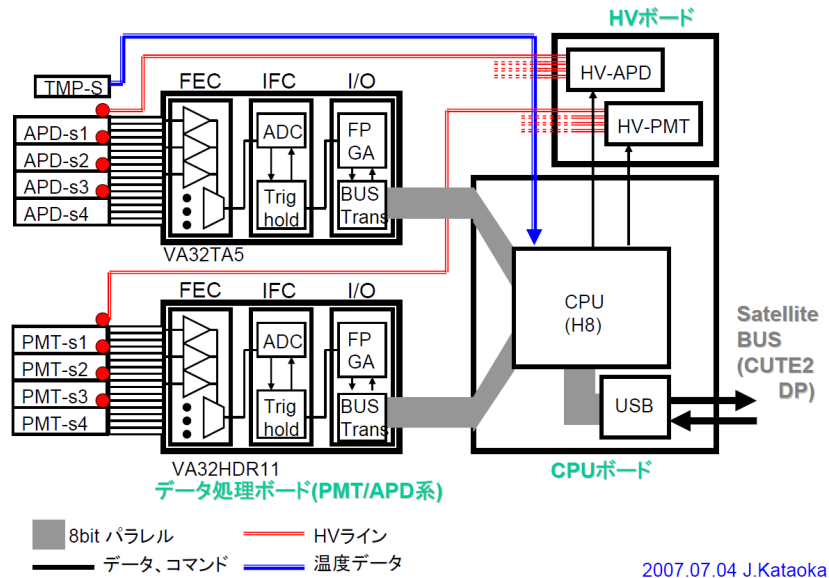 HVボード
HV-APD
HV-PMT
TMP-S
FEC IFC I/O
APD-s1
APD-s2
APD-s3
APD-s4
ADC
Trig
hold
FP
GA
BUS
Trans
VA32TA5
FEC IFC I/O
PMT-s1
PMT-s2
PMT-s3
PMT-s4
ADC
Trig
hold
FP
GA
BUS
Trans
VA32HDR11
データ処理ボード(PMT/APD系)
CPU
(H8)
USB
CPUボード
Satellite
BUS
(CUTE2
DP)
8bit パラレル
HVライン
データ、コマンド
温度データ
2007.07.04 J.Kataoka